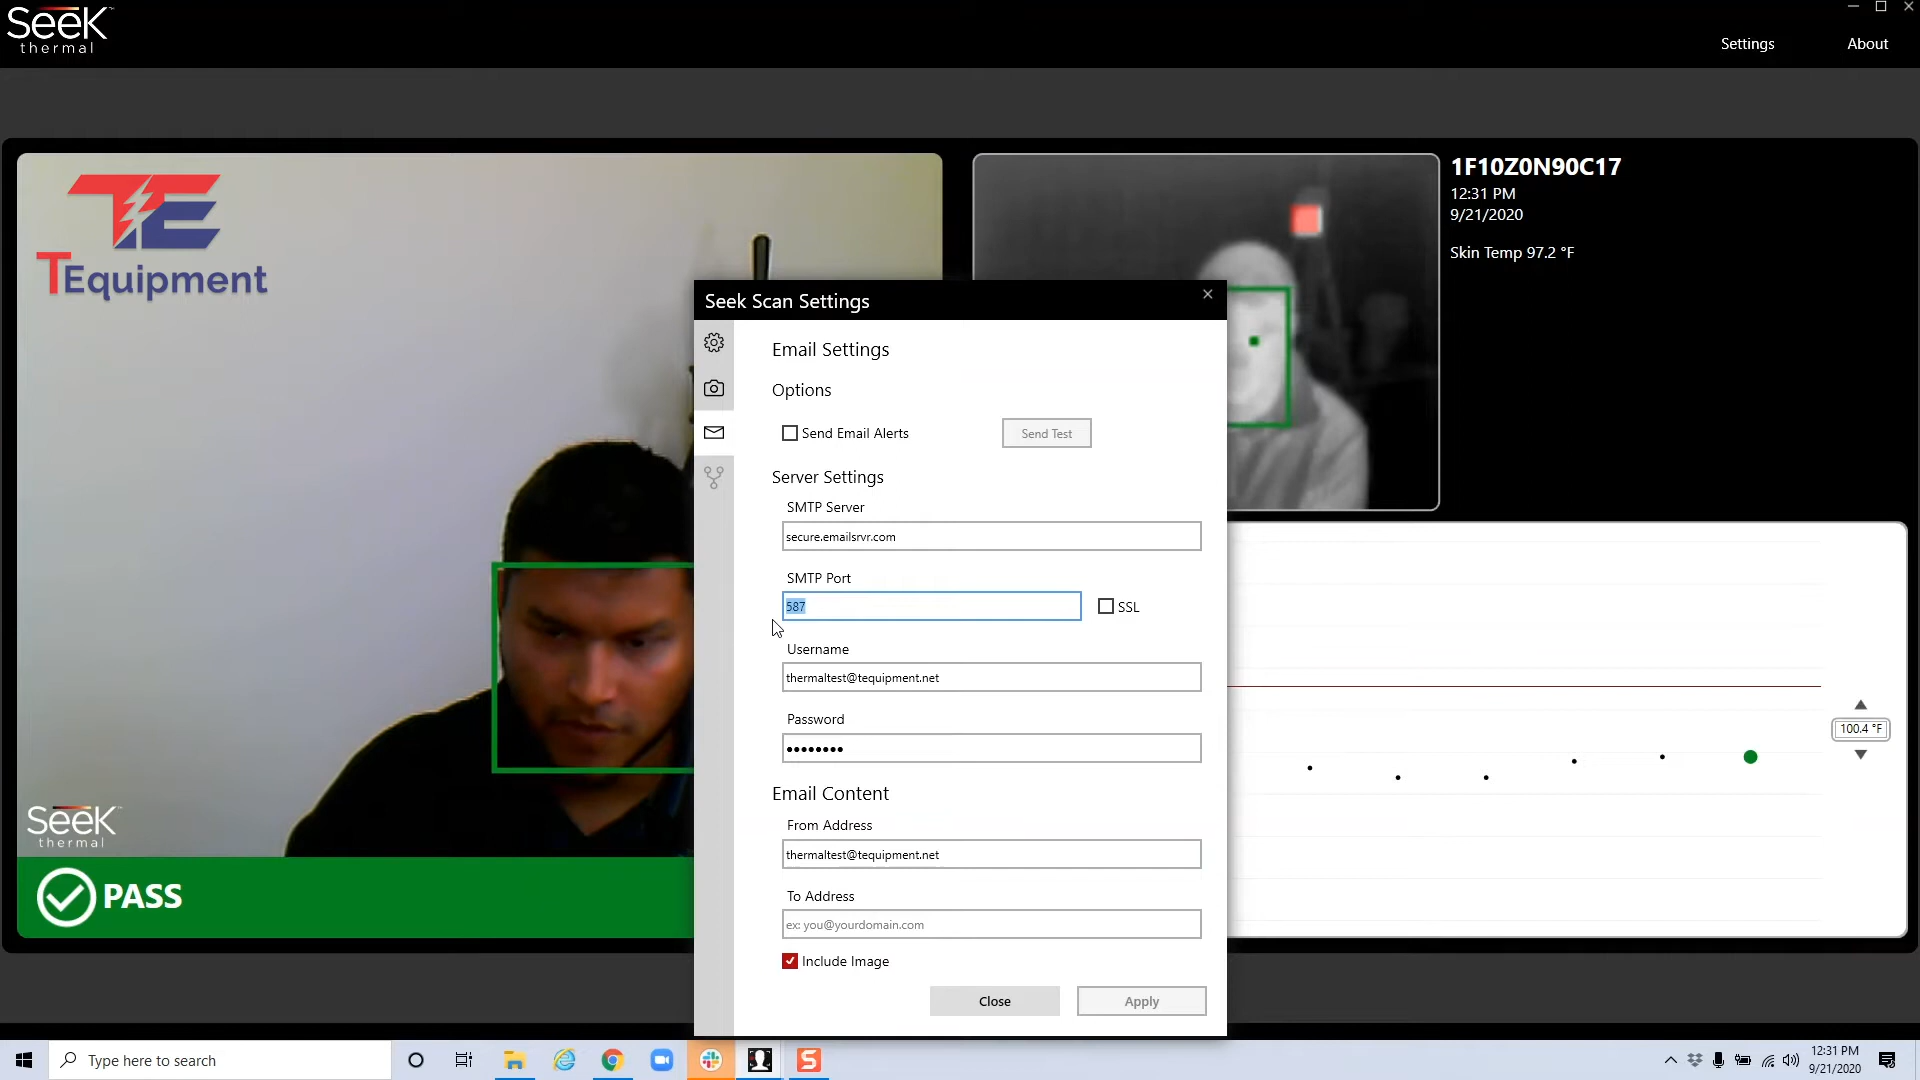 Seek
thermal
Settings
About
TE
TEquipment
1F10Z0N90C17
12:31 PM
9/21/2020
Skin Temp 97.2 °F
Seek Scan Settings
Email Settings
Options
Send Email Alerts
Send Test
Server Settings
SMTP Server
secure.emailsrvr.com
SMTP Port
587
SSL
Username
thermaltest@tequipment.net
Password
••••••••
Email Content
From Address
thermaltest@tequipment.net
To Address
ex: you@yourdomain.com
Include Image
Close
Apply
100.4 °F
Seek
thermal
PASS
Type here to search
S
12:31 PM
9/21/2020